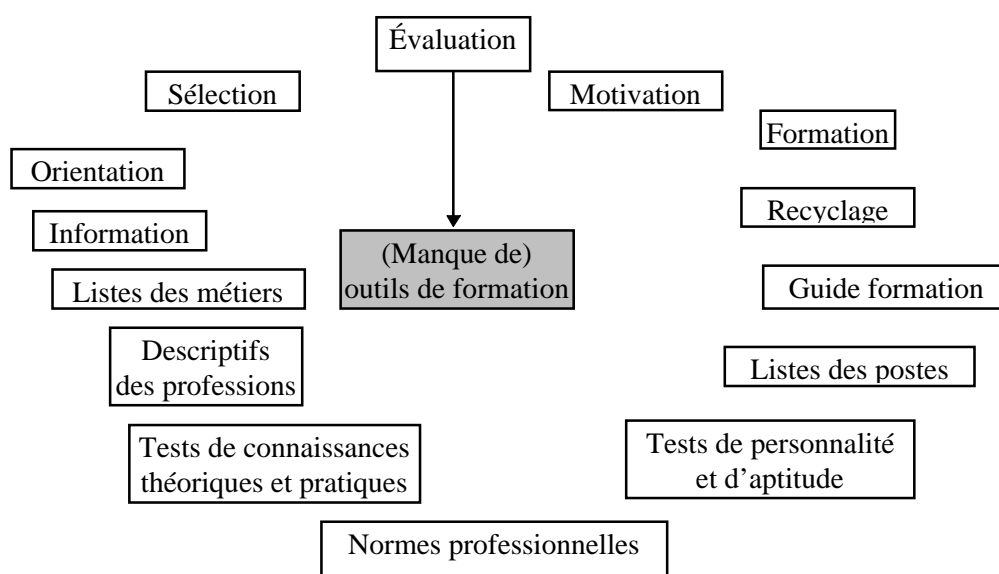 Évaluation
Sélection
Motivation
Formation
Orientation
Recyclage
Information
(Manque de)
outils de formation
Listes des métiers
Guide formation
Descriptifs
des professions
Listes des postes
Tests de connaissances
théoriques et pratiques
Tests de personnalité
et d’aptitude
Normes professionnelles